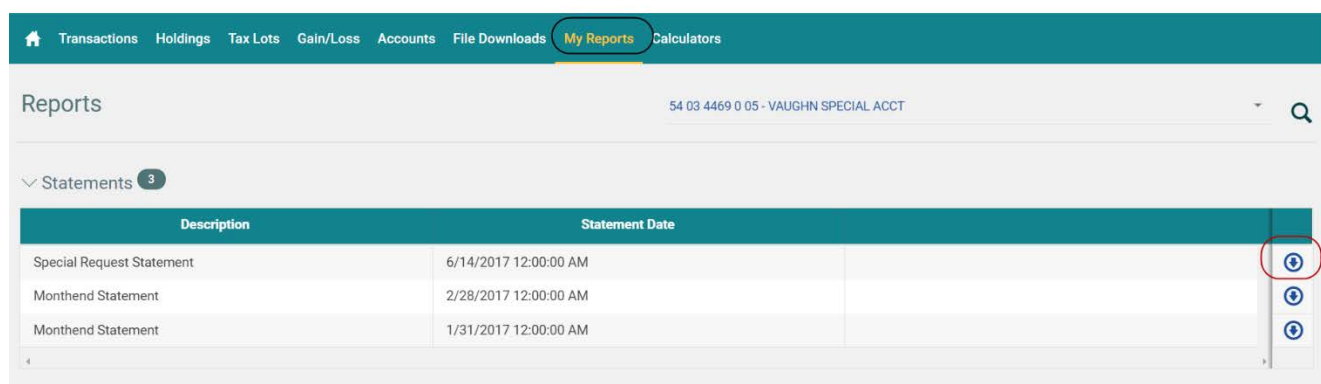 Transactions Holdings Tax Lots Gain/Loss Accounts File Downloads My Reports Calculators
Reports 54 03 4469 0 05 - VAUGHN SPECIAL ACCT
Statements 3
Description Statement Date
Special Request Statement 6/14/2017 12:00:00 AM
Monthend Statement 2/28/2017 12:00:00 AM
Monthend Statement 1/31/2017 12:00:00 AM